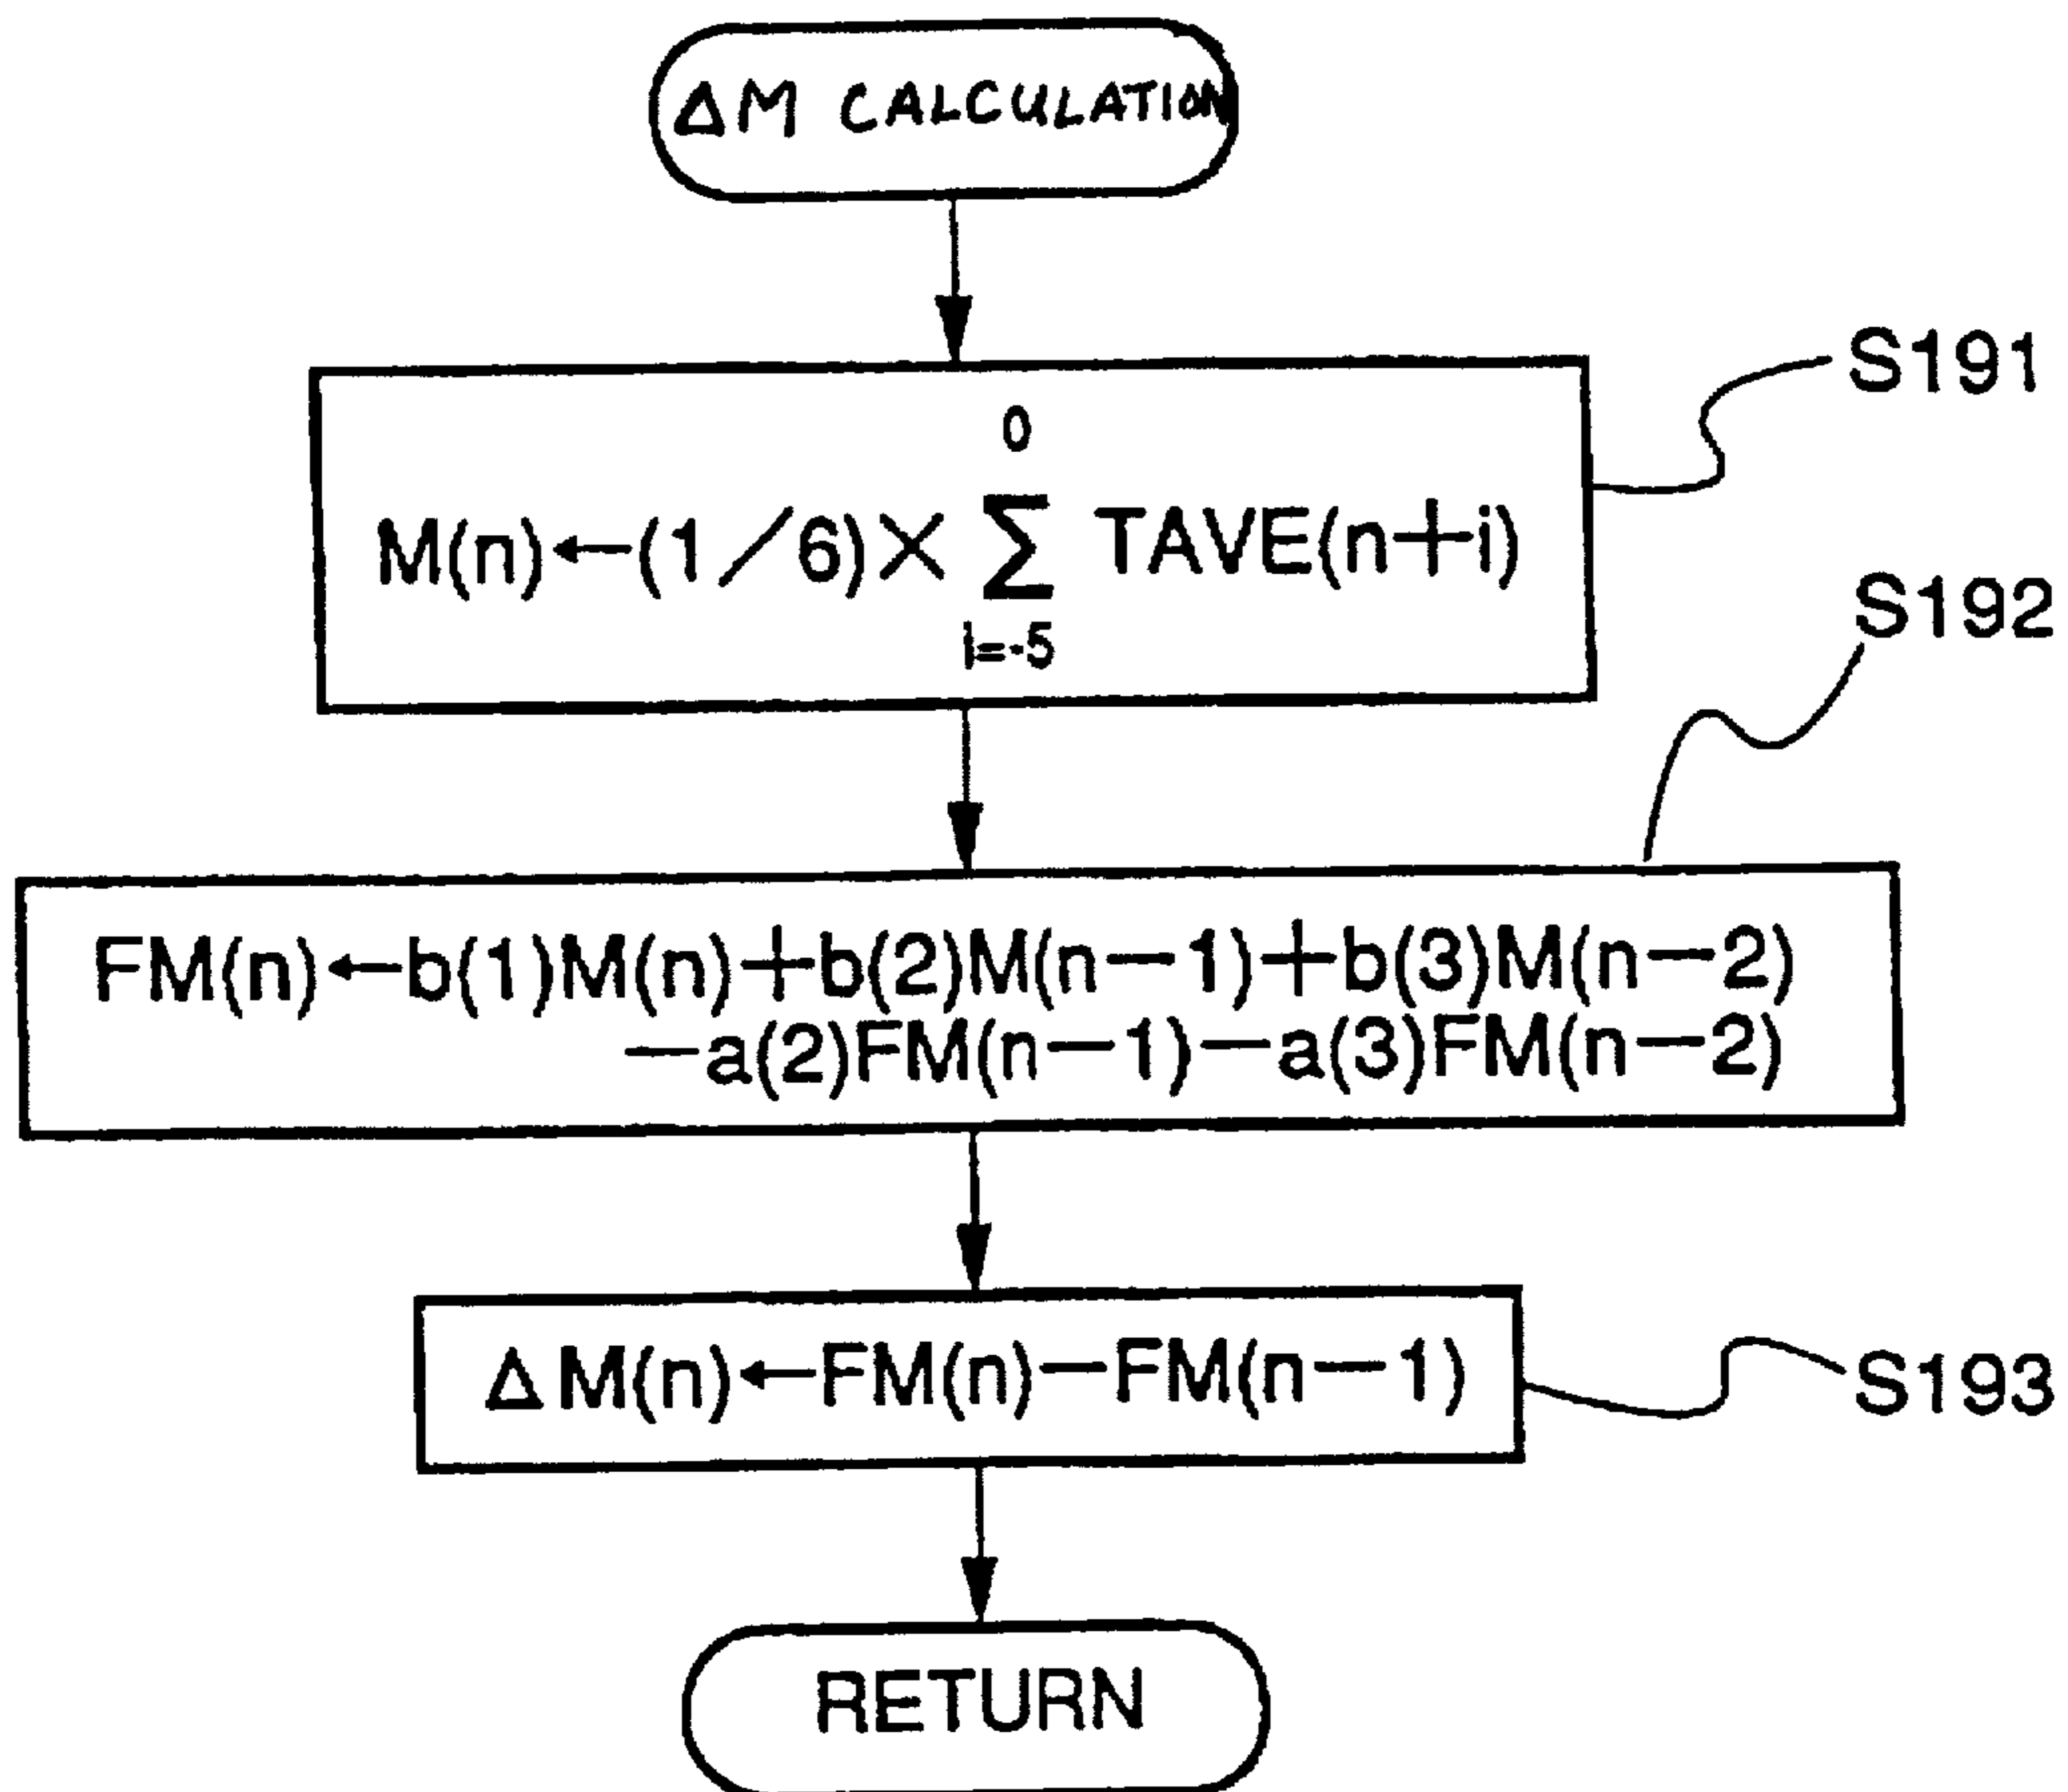 ΔM CALCULATION
S191
0
M(n)←(1/6)× Σ TAVE(n+i)
i=-5
S192
FM(n)←b(1)M(n)+b(2)M(n-1)+b(3)M(n-2)
-a(2)FM(n-1)-a(3)FM(n-2)
ΔM(n)←FM(n)-FM(n-1)
S193
RETURN